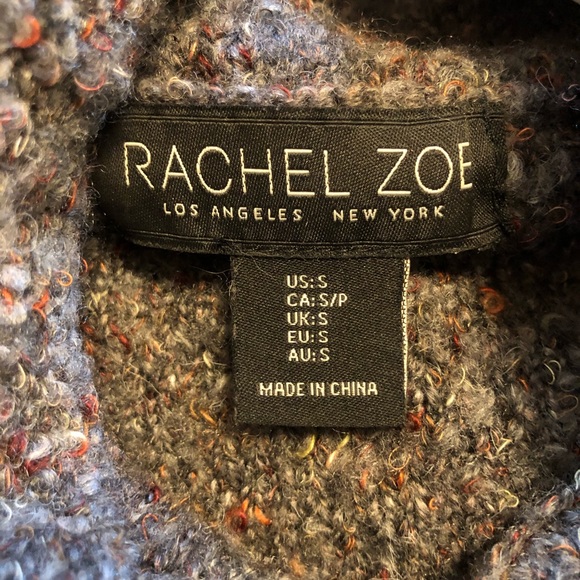 RACHEL ZOE
LOS ANGELES NEW YORK
US:S
CA:S/P
UK:S
EU:S
AU:S
MADE IN CHINA